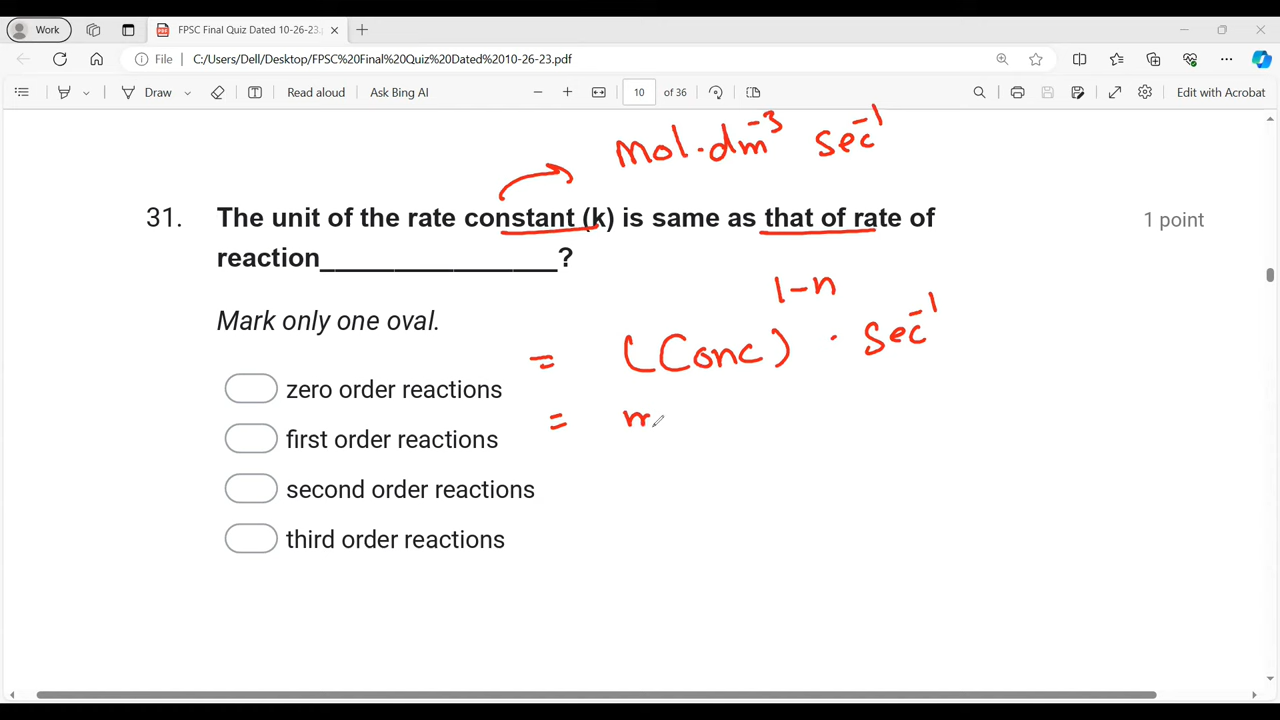 Work
FPSC Final Quiz Dated 10-26-23.
File C:/Users/Dell/Desktop/FPSC%20Final%20Quiz%20Dated%2010-26-23.pdf
Draw Read aloud Ask Bing AI 10 of 36 Edit with Acrobat
mol·dm⁻³ sec⁻¹
31. The unit of the rate constant (k) is same as that of rate of 1 point
reaction_________________?
1-n
Mark only one oval.
= (Conc) · sec⁻¹
zero order reactions
= m
first order reactions
second order reactions
third order reactions